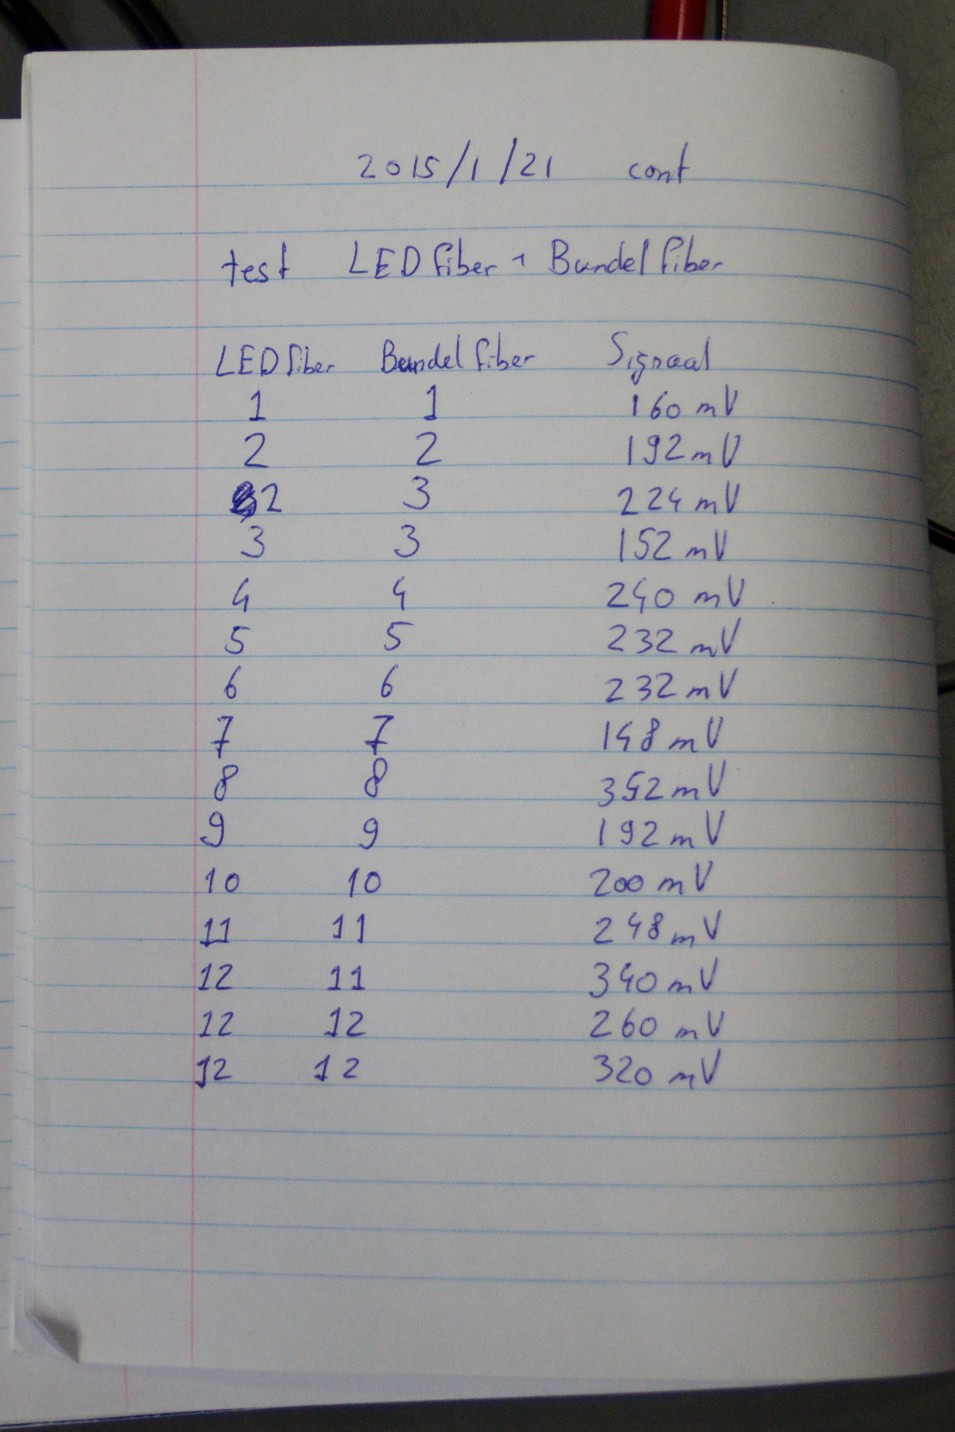 2015/1/21 cont
test LED fiber + Bundel fiber
LED fiber Bundel fiber Signaal
1 1 160 mV
2 2 192 mV
2 3 224 mV
3 3 152 mV
4 4 240 mV
5 5 232 mV
6 6 232 mV
7 7 148 mV
8 8 352 mV
9 9 192 mV
10 10 200 mV
11 11 248 mV
12 11 340 mV
12 12 260 mV
12 12 320 mV